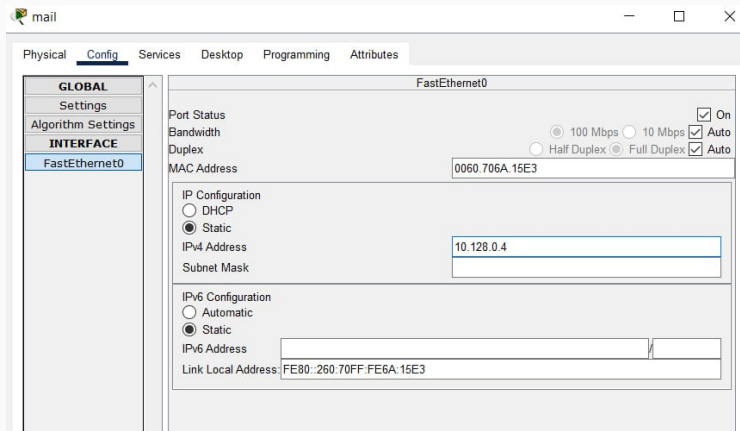 mail
Physical Config Services Desktop Programming Attributes
GLOBAL
Settings
Algorithm Settings
INTERFACE
FastEthernet0
FastEthernet0
Port Status On
Bandwidth 100 Mbps 10 Mbps Auto
Duplex Half Duplex Full Duplex Auto
MAC Address 0060.706A.15E3
IP Configuration
DHCP
Static
IPv4 Address 10.128.0.4
Subnet Mask
IPv6 Configuration
Automatic
Static
IPv6 Address /
Link Local Address: FE80::260:70FF:FE6A:15E3